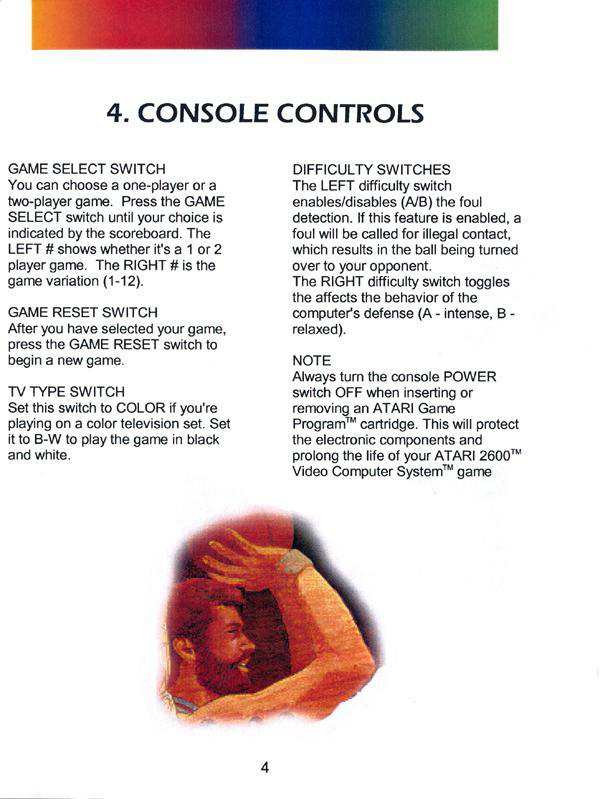 4. CONSOLE CONTROLS
GAME SELECT SWITCH
You can choose a one-player or a
two-player game. Press the GAME
SELECT switch until your choice is
indicated by the scoreboard. The
LEFT # shows whether it's a 1 or 2
player game. The RIGHT # is the
game variation (1-12).
GAME RESET SWITCH
After you have selected your game,
press the GAME RESET switch to
begin a new game.
TV TYPE SWITCH
Set this switch to COLOR if you're
playing on a color television set. Set
it to B-W to play the game in black
and white.
DIFFICULTY SWITCHES
The LEFT difficulty switch
enables/disables (A/B) the foul
detection. If this feature is enabled, a
foul will be called for illegal contact,
which results in the ball being turned
over to your opponent.
The RIGHT difficulty switch toggles
the affects the behavior of the
computer's defense (A - intense, B -
relaxed).
NOTE
Always turn the console POWER
switch OFF when inserting or
removing an ATARI Game
Program™ cartridge. This will protect
the electronic components and
prolong the life of your ATARI 2600™
Video Computer System™ game
4